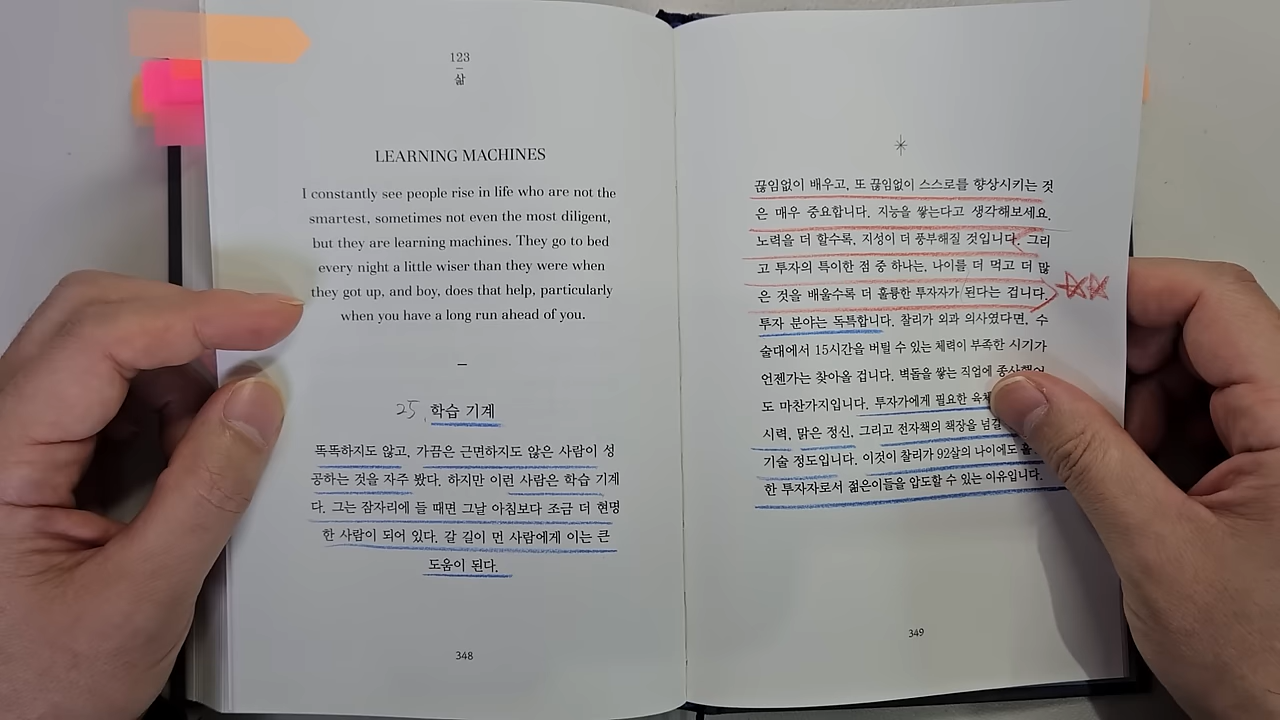 123
삶
LEARNING MACHINES
I constantly see people rise in life who are not the
smartest, sometimes not even the most diligent,
but they are learning machines. They go to bed
every night a little wiser than they were when
they got up, and boy, does that help, particularly
when you have a long run ahead of you.
25. 학습 기계
똑똑하지도 않고, 가끔은 근면하지도 않은 사람이 성
공하는 것을 자주 봤다. 하지만 이런 사람은 학습 기계
다. 그는 잠자리에 들 때면 그날 아침보다 조금 더 현명
한 사람이 되어 있다. 갈 길이 먼 사람에게 이는 큰
도움이 된다.
348
끊임없이 배우고, 또 끊임없이 스스로를 향상시키는 것
은 매우 중요합니다. 지능을 쌓는다고 생각해보세요.
노력을 더 할수록, 지성이 더 풍부해질 것입니다. 그리
고 투자의 특이한 점 중 하나는, 나이를 더 먹고 더 많
은 것을 배울수록 더 훌륭한 투자자가 된다는 겁니다.
투자 분야는 독특합니다. 찰리가 외과 의사였다면, 수
술대에서 15시간을 버틸 수 있는 체력이 부족한 시기가
언젠가는 찾아올 겁니다. 벽돌을 쌓는 직업에
도 마찬가지입니다. 투자가에게 필요한
시력, 맑은 정신, 그리고 전자책의 책장을 넘길
기술 정도입니다. 이것이 찰리가 92살의 나이에도
한 투자자로서 젊은이들을 압도할 수 있는 이유입니다.
349